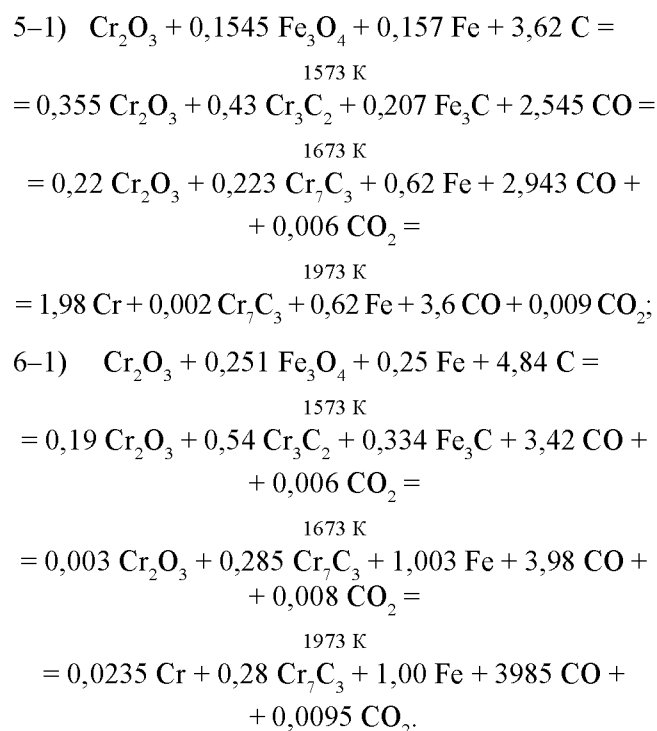 5–1) Cr₂O₃ + 0,1545 Fe₃O₄ + 0,157 Fe + 3,62 C =
1573 К
= 0,355 Cr₂O₃ + 0,43 Cr₃C₂ + 0,207 Fe₃C + 2,545 CO =
1673 К
= 0,22 Cr₂O₃ + 0,223 Cr₇C₃ + 0,62 Fe + 2,943 CO +
+ 0,006 CO₂ =
1973 К
= 1,98 Cr + 0,002 Cr₇C₃ + 0,62 Fe + 3,6 CO + 0,009 CO₂;
6–1) Cr₂O₃ + 0,251 Fe₃O₄ + 0,25 Fe + 4,84 C =
1573 К
= 0,19 Cr₂O₃ + 0,54 Cr₃C₂ + 0,334 Fe₃C + 3,42 CO +
+ 0,006 CO₂ =
1673 К
= 0,003 Cr₂O₃ + 0,285 Cr₇C₃ + 1,003 Fe + 3,98 CO +
+ 0,008 CO₂ =
1973 К
= 0,0235 Cr + 0,28 Cr₇C₃ + 1,00 Fe + 3985 CO +
+ 0,0095 CO₂.